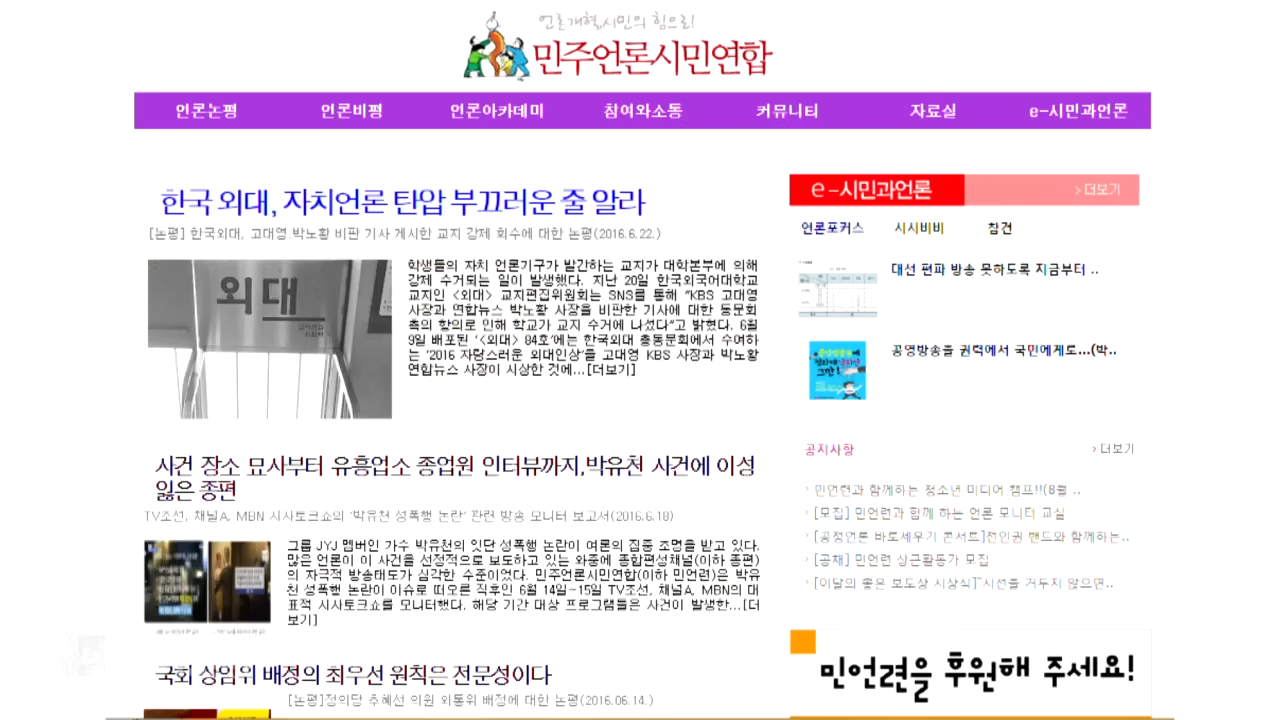 언론개혁,시민의 힘으로!
민주언론시민연합
언론논평 언론비평 언론아카데미 참여와소통 커뮤니티 자료실 e-시민과언론
한국 외대, 자치언론 탄압 부끄러운 줄 알라
[논평] 한국외대, 고대영·박노황 비판 기사 게시한 교지 강제 회수에 대한 논평(2016.6.22.)
외대
학생들의 자치 언론기구가 발간하는 교지가 대학본부에 의해
강제 수거되는 일이 발생했다. 지난 20일 한국외국어대학교
교지인 <외대> 교지편집위원회는 SNS를 통해 “KBS 고대영
사장과 연합뉴스 박노황 사장을 비판한 기사에 대한 동문회
측의 항의로 인해 학교가 교지 수거에 나섰다”고 밝혔다. 6월
9일 배포된 ‘<외대> 84호’에는 한국외대 총동문회에서 수여하
는 ‘2016 자랑스러운 외대인상’을 고대영 KBS 사장과 박노황
연합뉴스 사장이 시상한 것에...[더보기]
사건 장소 묘사부터 유흥업소 종업원 인터뷰까지,박유천 사건에 이성
잃은 종편
TV조선, 채널A, MBN 시사토크쇼의 ‘박유천 성폭행 논란’ 관련 방송 모니터 보고서(2016.6.18)
그룹 JYJ 멤버인 가수 박유천의 잇단 성폭행 논란이 여론의 집중 조명을 받고 있다.
많은 언론이 이 사건을 선정적으로 보도하고 있는 와중에 종합편성채널(이하 종편)
의 자극적 방송태도가 심각한 수준이었다. 민주언론시민연합(이하 민언련)은 박유
천 성폭행 논란이 이슈로 떠오른 직후인 6월 14일~15일 TV조선, 채널A, MBN의 대
표적 시사토크쇼를 모니터했다. 해당 기간 대상 프로그램들은 사건이 발생한...[더
보기]
국회 상임위 배정의 최우선 원칙은 전문성이다
[논평]정의당 추혜선 의원 외통위 배정에 대한 논평(2016.06.14.)
e-시민과언론 > 더보기
언론포커스 시시비비 참견
대선 편파 방송 못하도록 지금부터 ..
공영방송을 권력에서 국민에게로...(박..
공지사항 > 더보기
민언련과 함께하는 청소년 미디어 캠프!!(8월 ..
[모집] 민언련과 함께 하는 언론 모니터 교실
[공정언론 바로세우기 콘서트]전인권 밴드와 함께하는..
[공채] 민언련 상근활동가 모집
[이달의 좋은 보도상 시상식]"시선을 거두지 않으면..
민언련을 후원해 주세요!